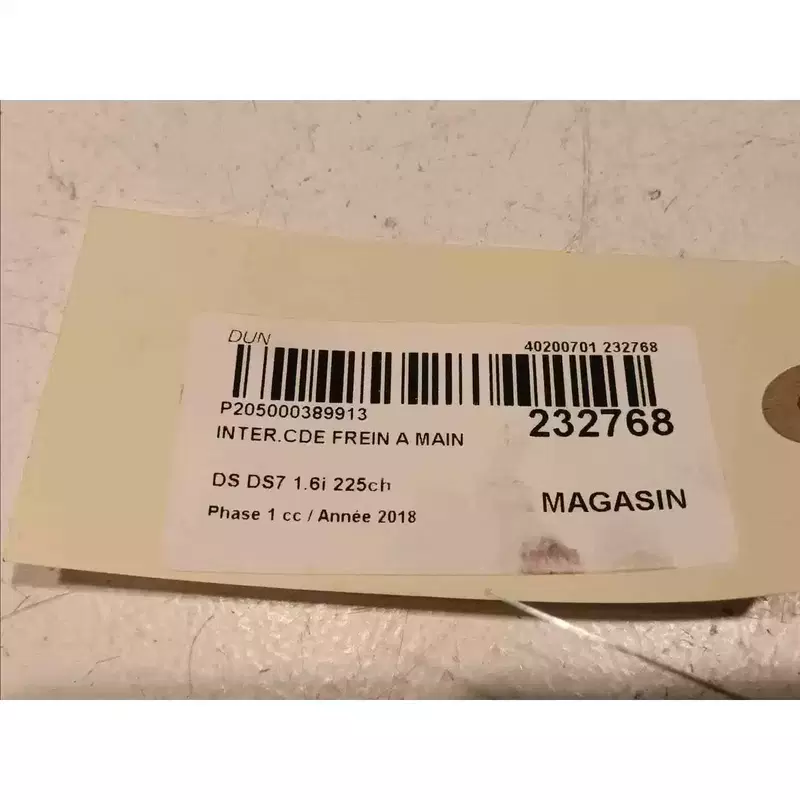 DUN
40200701 232768
P205000389913
232768
INTER.CDE FREIN A MAIN
DS DS7 1.6i 225ch
MAGASIN
Phase 1 cc / Année 2018